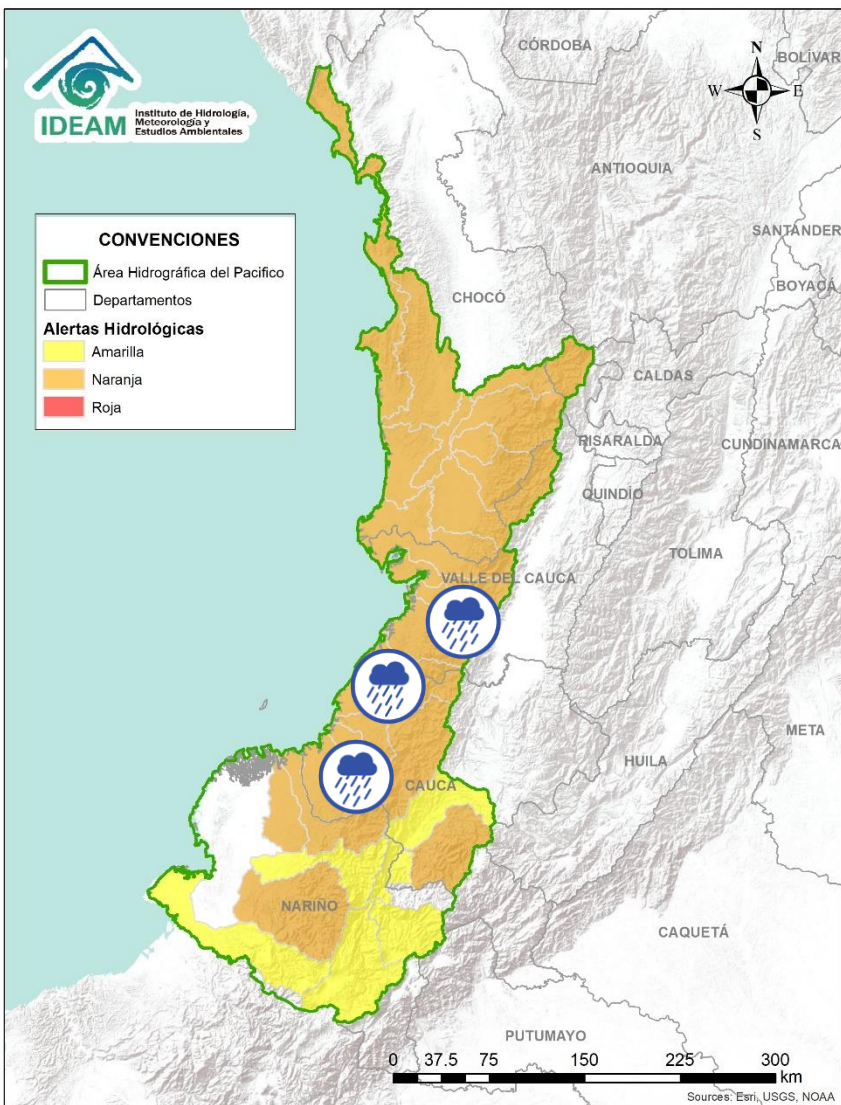 IDEAM
Instituto de Hidrología,
Meteorología y
Estudios Ambientales
CÓRDOBA
BOLÍVAR
N
W
E
S
ANTIOQUIA
SANTANDER
BOYACÁ
CONVENCIONES
Área Hidrográfica del Pacifico
Departamentos
Alertas Hidrológicas
Amarilla
Naranja
Roja
CHOCÓ
CALDAS
RISARALDA
CUNDINAMARCA
QUINDÍO
TOLIMA
VALLE DEL CAUCA
META
HUILA
CAUCA
NARIÑO
CAQUETÁ
PUTUMAYO
0 37.5 75 150 225 300
km
Sources: Esri, USGS, NOAA